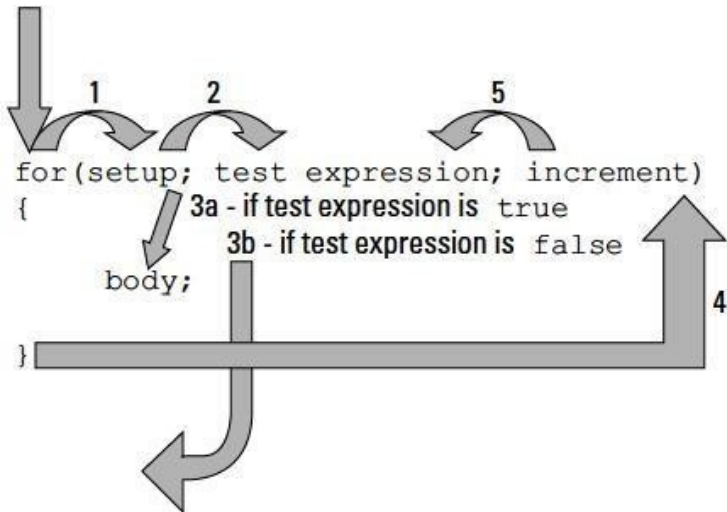 1 2 5
for(setup; test expression; increment)
{ 3a - if test expression is true
3b - if test expression is false
body;
4
}